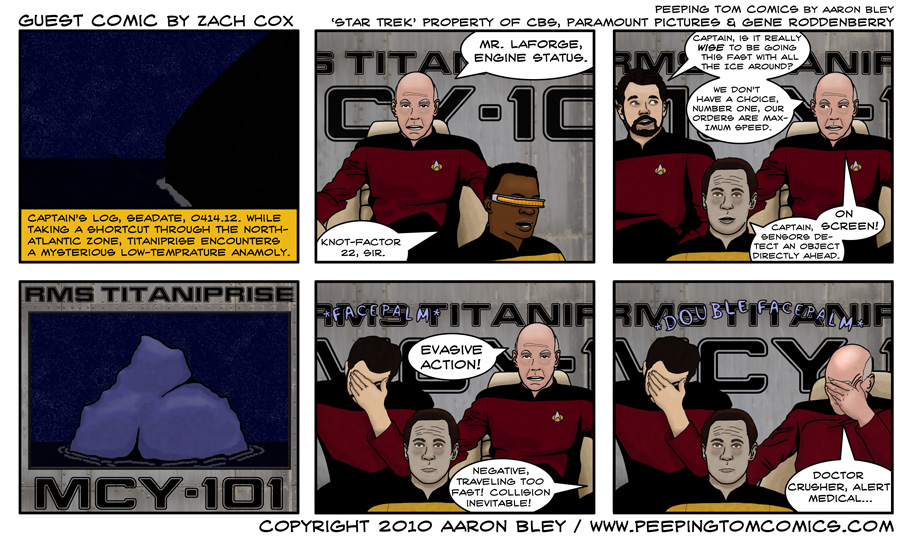 GUEST COMIC BY ZACH COX
PEEPING TOM COMICS BY AARON BLEY
'STAR TREK' PROPERTY OF CBS, PARAMOUNT PICTURES & GENE RODDENBERRY
CAPTAIN'S LOG, SEADATE, 0414.12. WHILE
TAKING A SHORTCUT THROUGH THE NORTH-
ATLANTIC ZONE, TITANIPRISE ENCOUNTERS
A MYSTERIOUS LOW-TEMPRATURE ANAMOLY.
S TITANIF
MCY-101
MR. LAFORGE,
ENGINE STATUS.
KNOT-FACTOR
22, SIR.
RMS TITANIPR
CAPTAIN, IS IT REALLY
WISE TO BE GOING
THIS FAST WITH ALL
THE ICE AROUND?
WE DON'T
HAVE A CHOICE,
NUMBER ONE, OUR
ORDERS ARE MAX-
IMUM SPEED.
CAPTAIN,
SENSORS DE-
TECT AN OBJECT
DIRECTLY AHEAD.
ON
SCREEN!
RMS TITANIPRISE
MCY-101
RMS TITANIF
*FACEPALM*
EVASIVE
ACTION!
NEGATIVE,
TRAVELING TOO
FAST! COLLISION
INEVITABLE!
RMS TITANIP
*DOUBLE FACEPALM*
MCY-101
DOCTOR
CRUSHER, ALERT
MEDICAL...
COPYRIGHT 2010 AARON BLEY / WWW.PEEPINGTOMCOMICS.COM